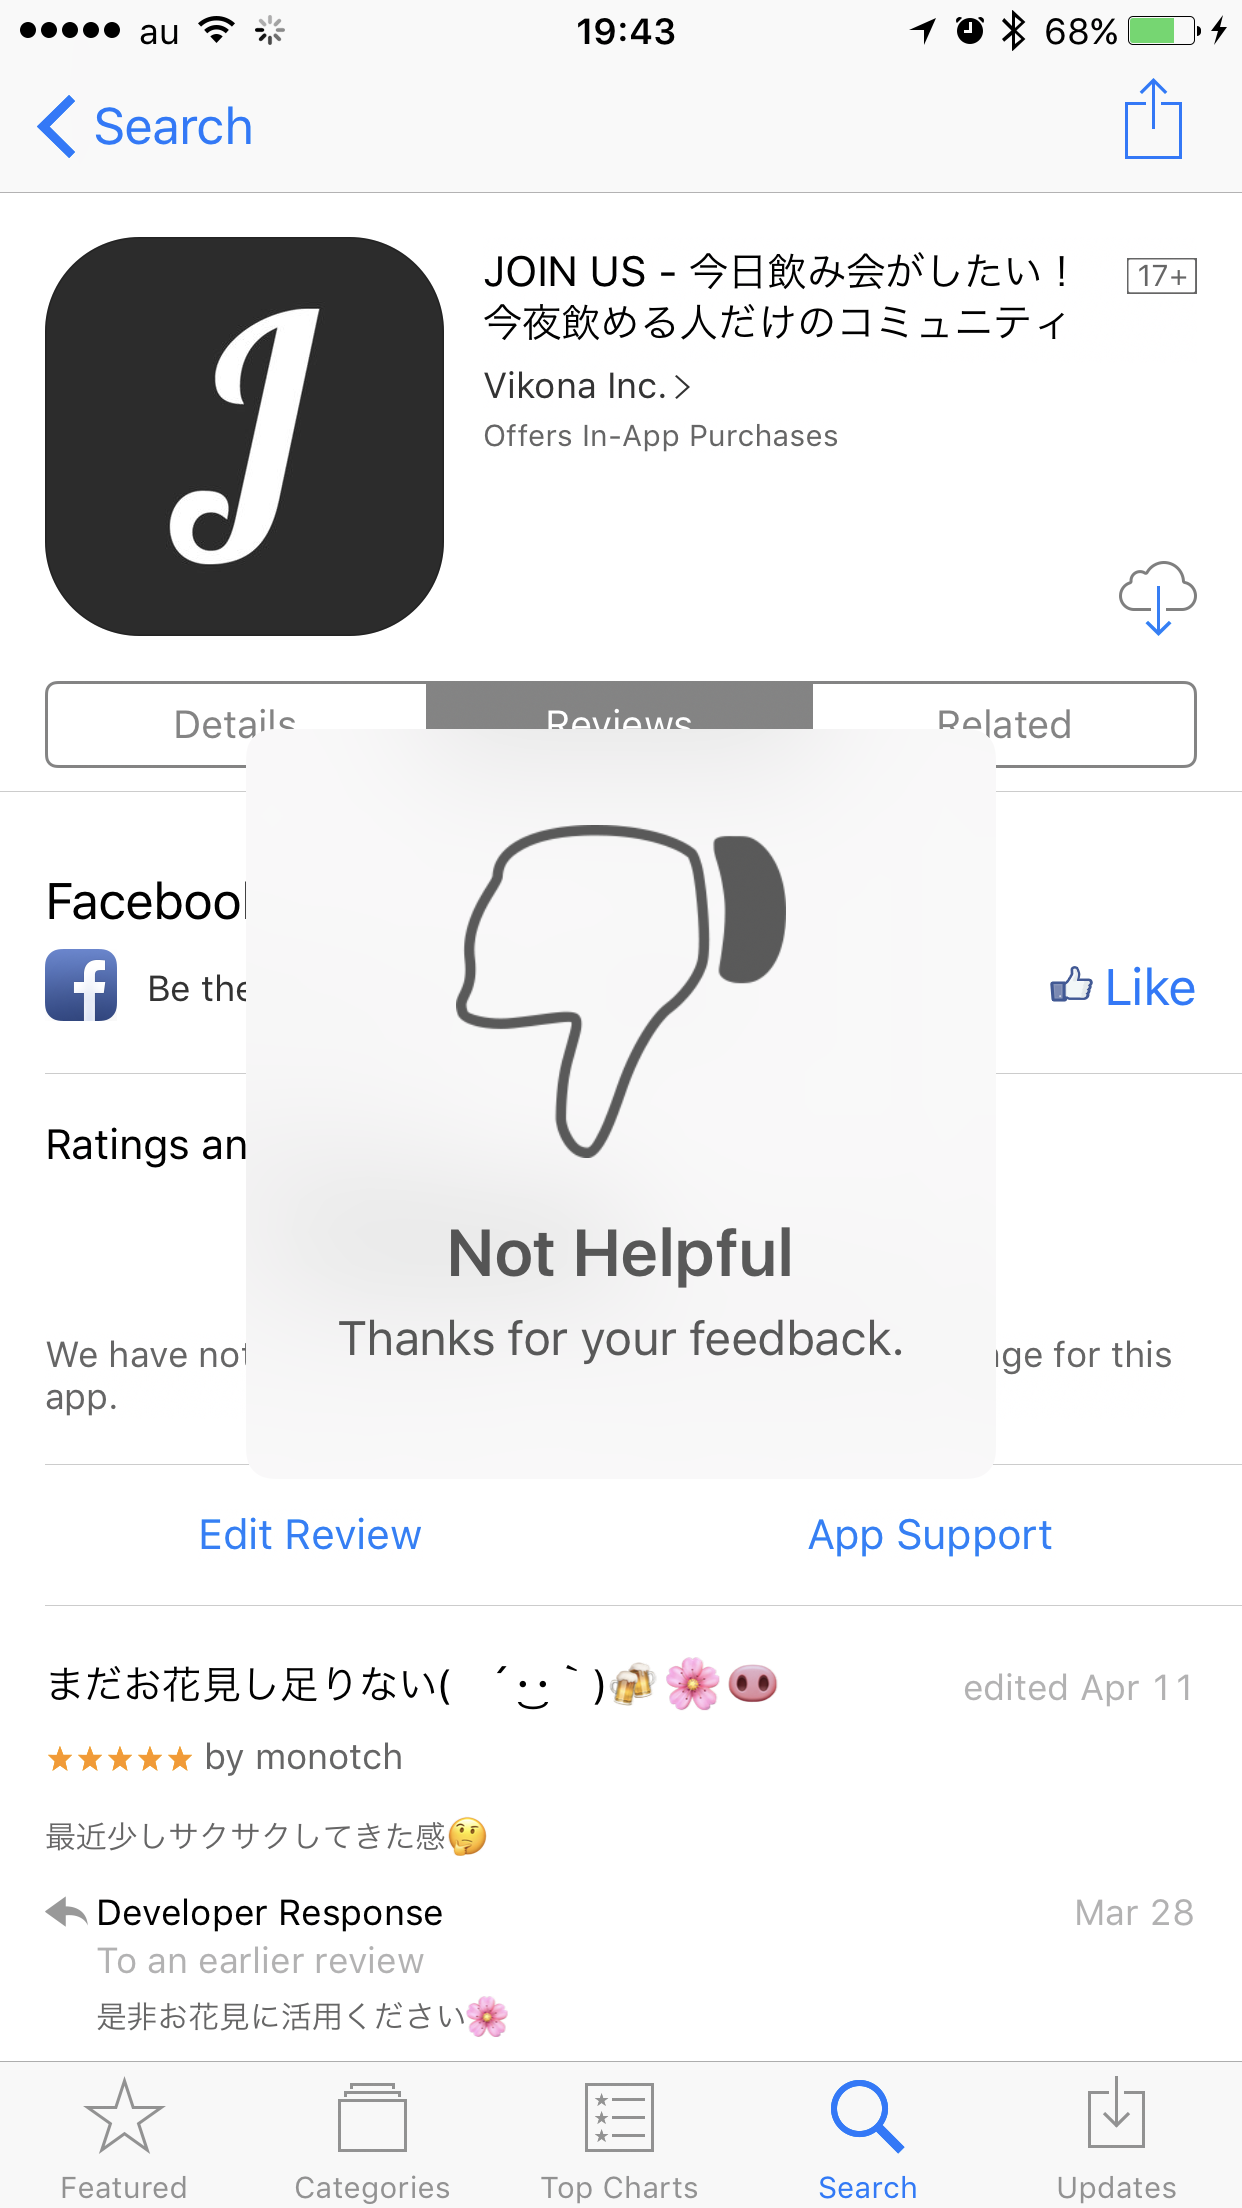 au
19:43
68%
Search
JOIN US - 今日飲み会がしたい！
今夜飲める人だけのコミュニティ
17+
Vikona Inc.
Offers In-App Purchases
Details
Reviews
Related
Be the
Like
Ratings
Not Helpful
Thanks for your feedback.
We have
for this
app.
Edit Review
App Support
まだお花見し足りない( ´·͜·｀)🍻🌸🐽
edited Apr 11
★★★★★ by monotch
最近少しサクサクしてきた感🤔
Developer Response
Mar 28
To an earlier review
是非お花見に活用ください🌸
Featured
Categories
Top Charts
Search
Updates